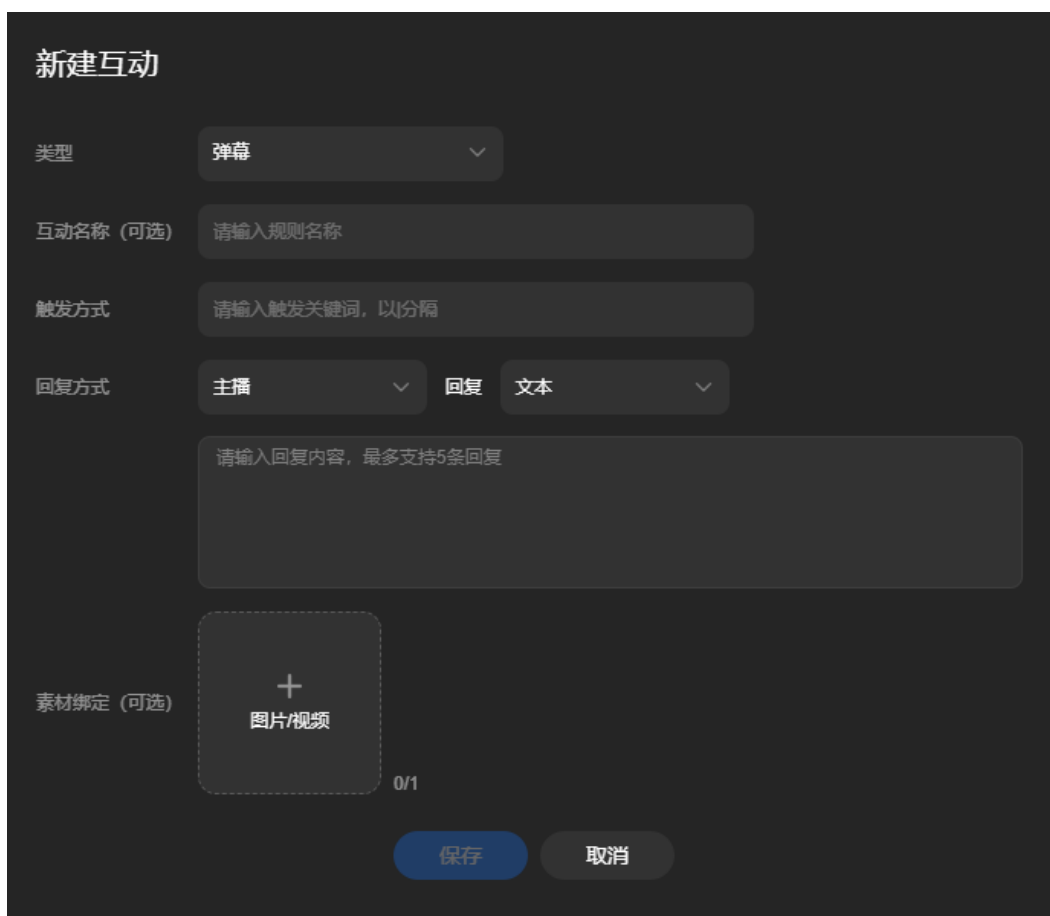 新建互动
类型 弹幕
互动名称（可选） 请输入规则名称
触发方式 请输入触发关键词，以|分隔
回复方式 主播 回复 文本
请输入回复内容，最多支持5条回复
素材绑定（可选）
图片/视频
0/1
保存 取消